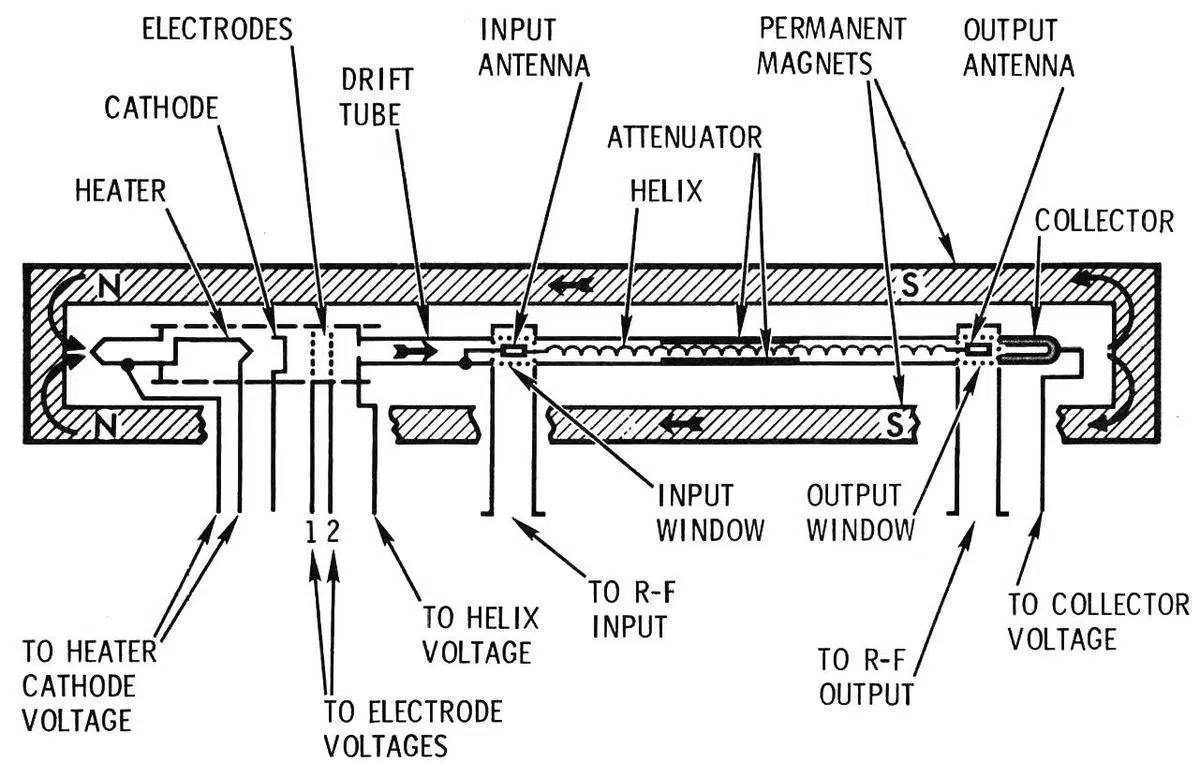 ELECTRODES
INPUT
ANTENNA
PERMANENT
MAGNETS
OUTPUT
ANTENNA
DRIFT
TUBE
CATHODE
ATTENUATOR
HEATER
HELIX
COLLECTOR
N
S
N
S
INPUT
WINDOW
OUTPUT
WINDOW
1 2
TO HEATER
CATHODE
VOLTAGE
TO ELECTRODE
VOLTAGES
TO HELIX
VOLTAGE
TO R-F
INPUT
TO R-F
OUTPUT
TO COLLECTOR
VOLTAGE